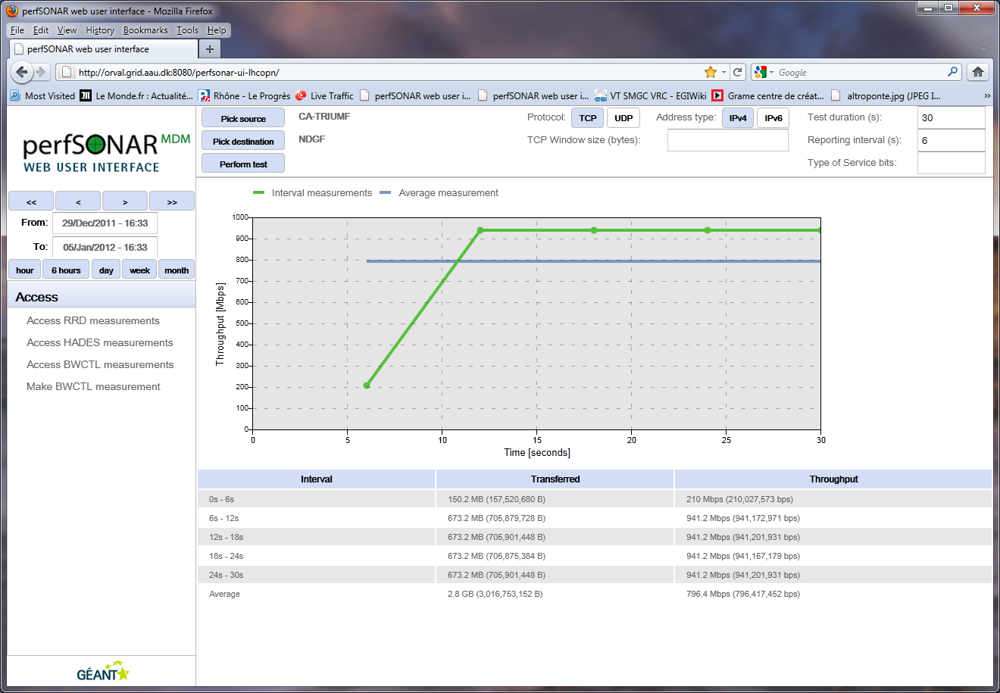 perfSONAR web user interface - Mozilla Firefox
File Edit View History Bookmarks Tools Help
perfSONAR web user interface
http://orval.grid.aau.dk:8080/perfsonar-ui-lhcopn/
Google
Most Visited Le Monde.fr : Actualité... Rhône - Le Progrès Live Traffic perfSONAR web user i... perfSONAR web user i... VT SMGC VRC - EGIWiki Grame centre de créat... altroponte.jpg (JPEG I... »
perfSONAR MDM
WEB USER INTERFACE
<< < > >>
From: 29/Dec/2011 - 16:33
To: 05/Jan/2012 - 16:33
hour 6 hours day week month
Access
Access RRD measurements
Access HADES measurements
Access BWCTL measurements
Make BWCTL measurement
GÉANT
Pick source CA-TRIUMF Protocol: TCP UDP Address type: IPv4 IPv6 Test duration (s): 30
Pick destination NDGF TCP Window size (bytes): Reporting interval (s): 6
Perform test Type of Service bits:
Interval measurements Average measurement
1000
900
800
700
600
500
400
300
200
100
0
Throughput [Mbps]
0 5 10 15 20 25 30
Time [seconds]
Interval Transferred Throughput
0s - 6s 150.2 MB (157,520,680 B) 210 Mbps (210,027,573 bps)
6s - 12s 673.2 MB (705,879,728 B) 941.2 Mbps (941,172,971 bps)
12s - 18s 673.2 MB (705,901,448 B) 941.2 Mbps (941,201,931 bps)
18s - 24s 673.2 MB (705,875,384 B) 941.2 Mbps (941,167,179 bps)
24s - 30s 673.2 MB (705,901,448 B) 941.2 Mbps (941,201,931 bps)
Average 2.8 GB (3,016,753,152 B) 796.4 Mbps (796,417,452 bps)